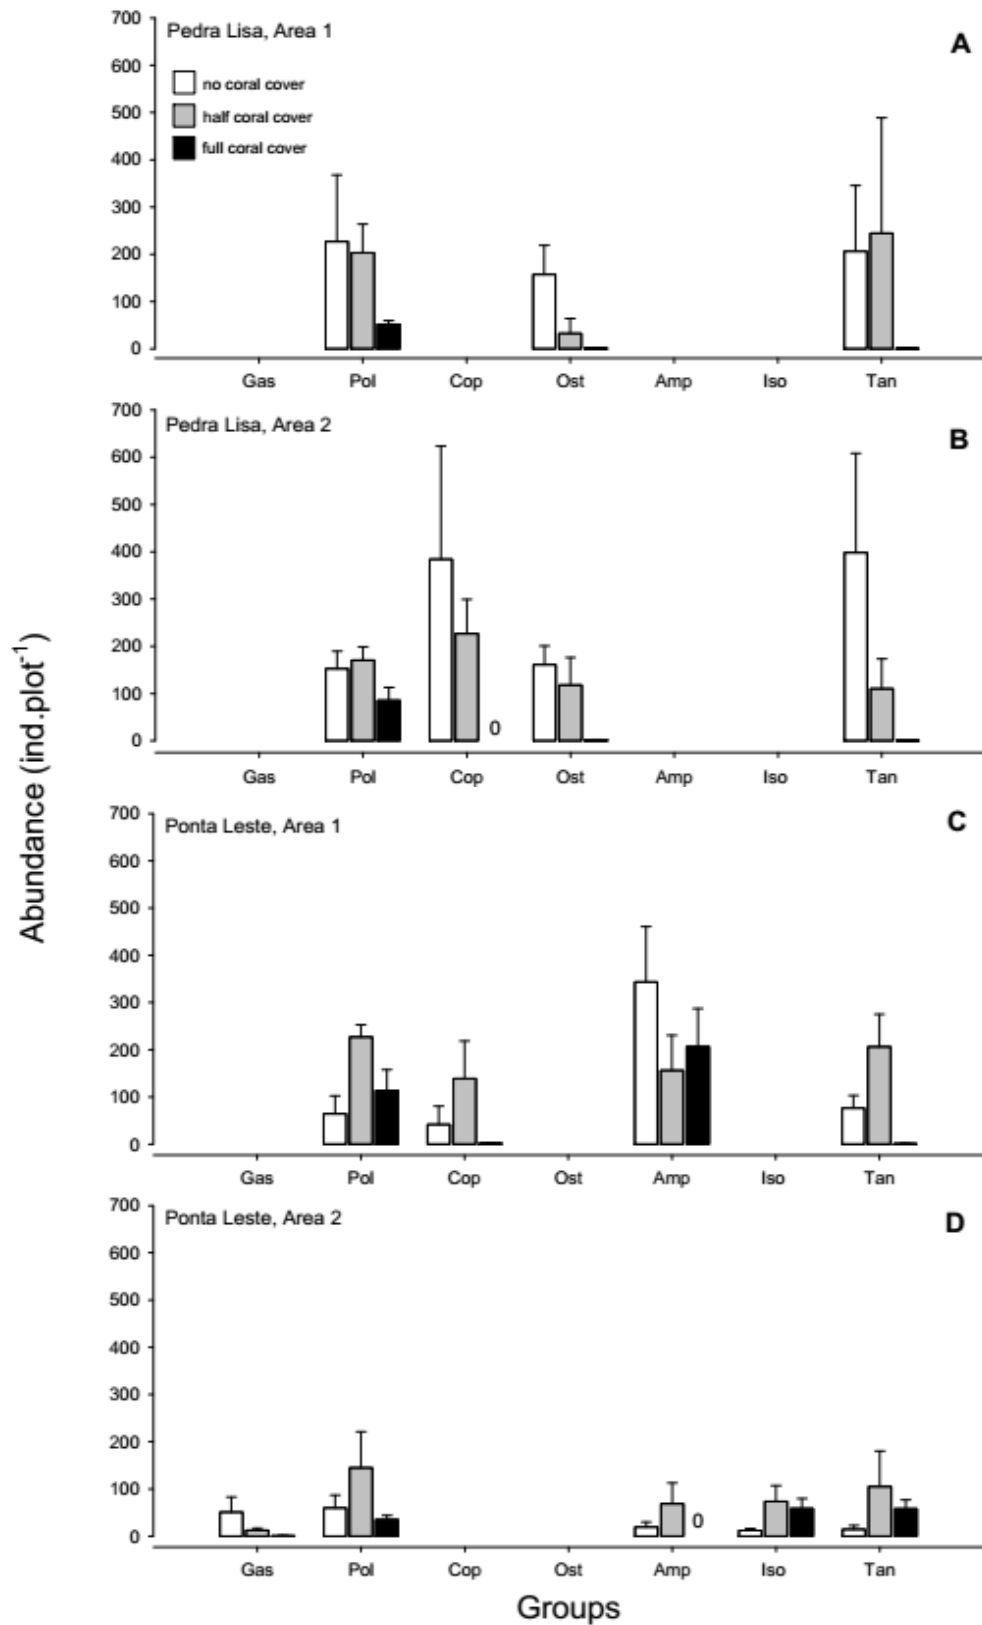 Abundance (ind.plot-1)
Pedra Lisa, Area 1
A
no coral cover
half coral cover
full coral cover
700
600
500
400
300
200
100
0
Gas Pol Cop Ost Amp Iso Tan
Pedra Lisa, Area 2
B
700
600
500
400
300
200
100
0
0
Gas Pol Cop Ost Amp Iso Tan
Ponta Leste, Area 1
C
700
600
500
400
300
200
100
0
Gas Pol Cop Ost Amp Iso Tan
Ponta Leste, Area 2
D
700
600
500
400
300
200
100
0
0
Gas Pol Cop Ost Amp Iso Tan
Groups